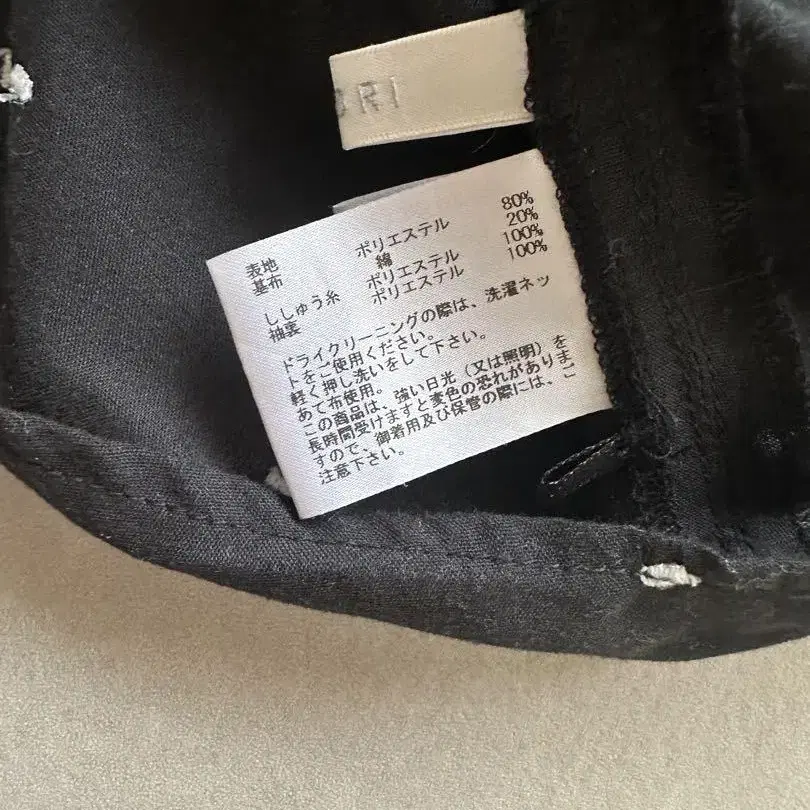 RI
表地
基布 ポリエステル 80%
綿 20%
ししゅう糸 ポリエステル 100%
袖裏 ポリエステル 100%
ドライクリーニングの際は、洗濯ネッ
トをご使用ください。
軽く押し洗いをして下さい。
あて布使用。
この商品は、強い日光(又は照明)を
長時間受けますと変色の恐れがありま
すので、御着用及び保管の際には、ご
注意下さい。